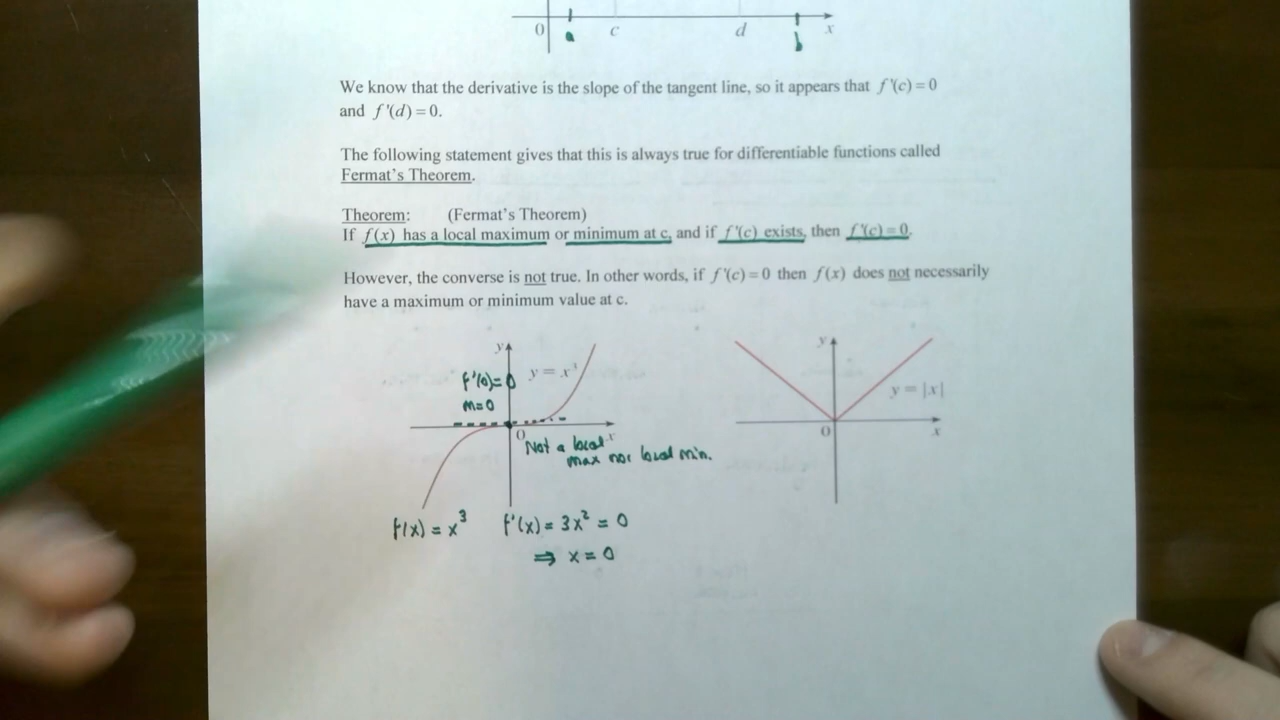 0 a c d b x
We know that the derivative is the slope of the tangent line, so it appears that f '(c) = 0
and f '(d) = 0.
The following statement gives that this is always true for differentiable functions called
Fermat's Theorem.
Theorem: (Fermat's Theorem)
If f(x) has a local maximum or minimum at c, and if f '(c) exists, then f '(c) = 0.
However, the converse is not true. In other words, if f '(c) = 0 then f(x) does not necessarily
have a maximum or minimum value at c.
y
f'(0)=0 y = x³
m=0
0 x
Not a local
max nor local min.
f(x) = x³ f'(x) = 3x² = 0
⇒ x = 0
y
y = |x|
0 x